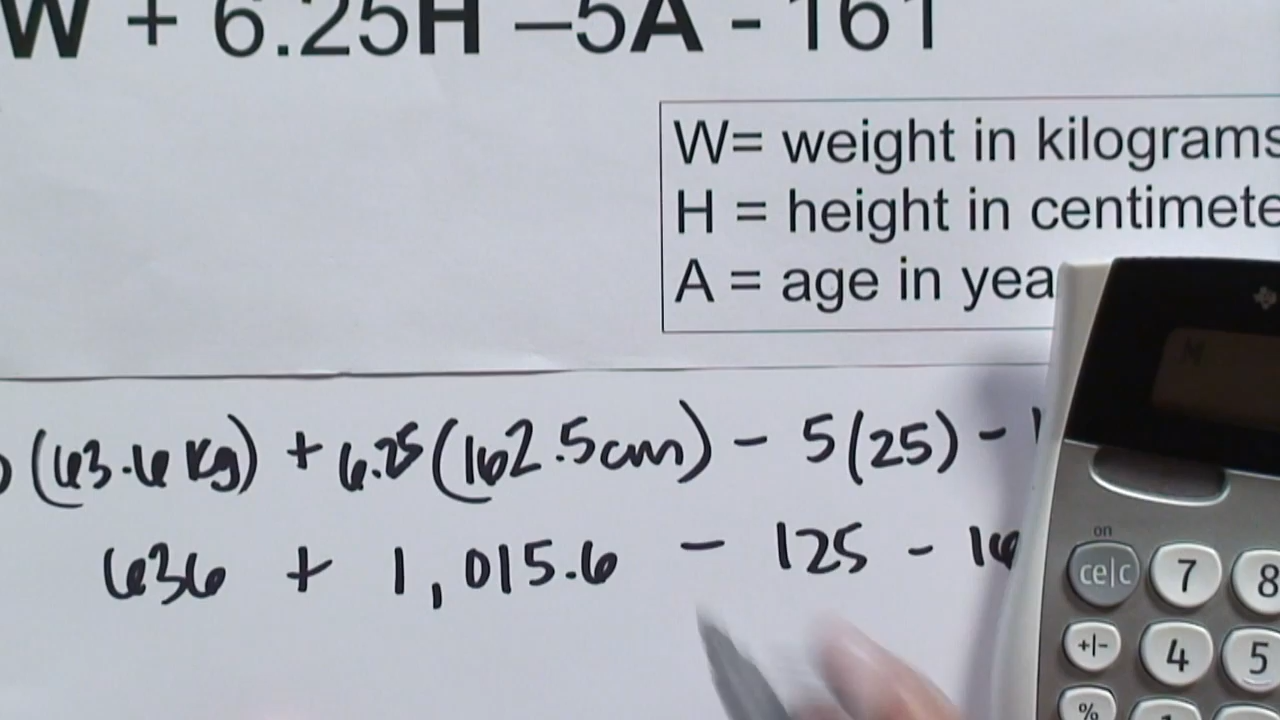 W + 6.25H –5A - 161
W= weight in kilograms
H = height in centimete
A = age in yea
(63.6 Kg) + 6.25 (162.5cm) - 5(25) - 1
636 + 1,015.6 - 125 - 16
M
on
ce|c 7 8
+|- 4 5
%